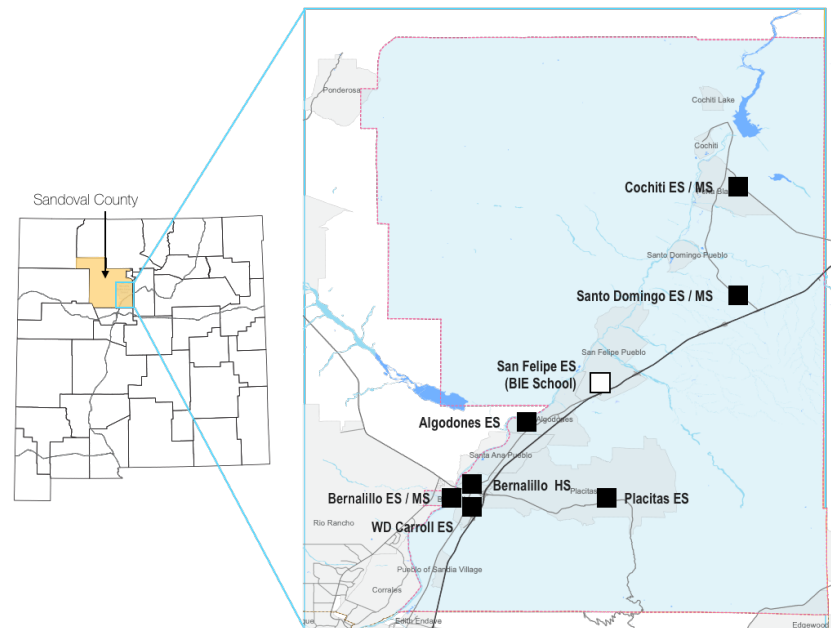 Sandoval County
Ponderosa
Cochiti Lake
Cochiti
Cochiti ES / MS
Santo Domingo Pueblo
Santo Domingo ES / MS
San Felipe Pueblo
San Felipe ES
(BIE School)
Algodones ES
Algodones
Santa Ana Pueblo
Bernalillo HS
Bernalillo ES / MS
Placitas
Placitas ES
WD Carroll ES
Rio Rancho
Pueblo of Sandia Village
Corrales
Edith Endave
Edgewood